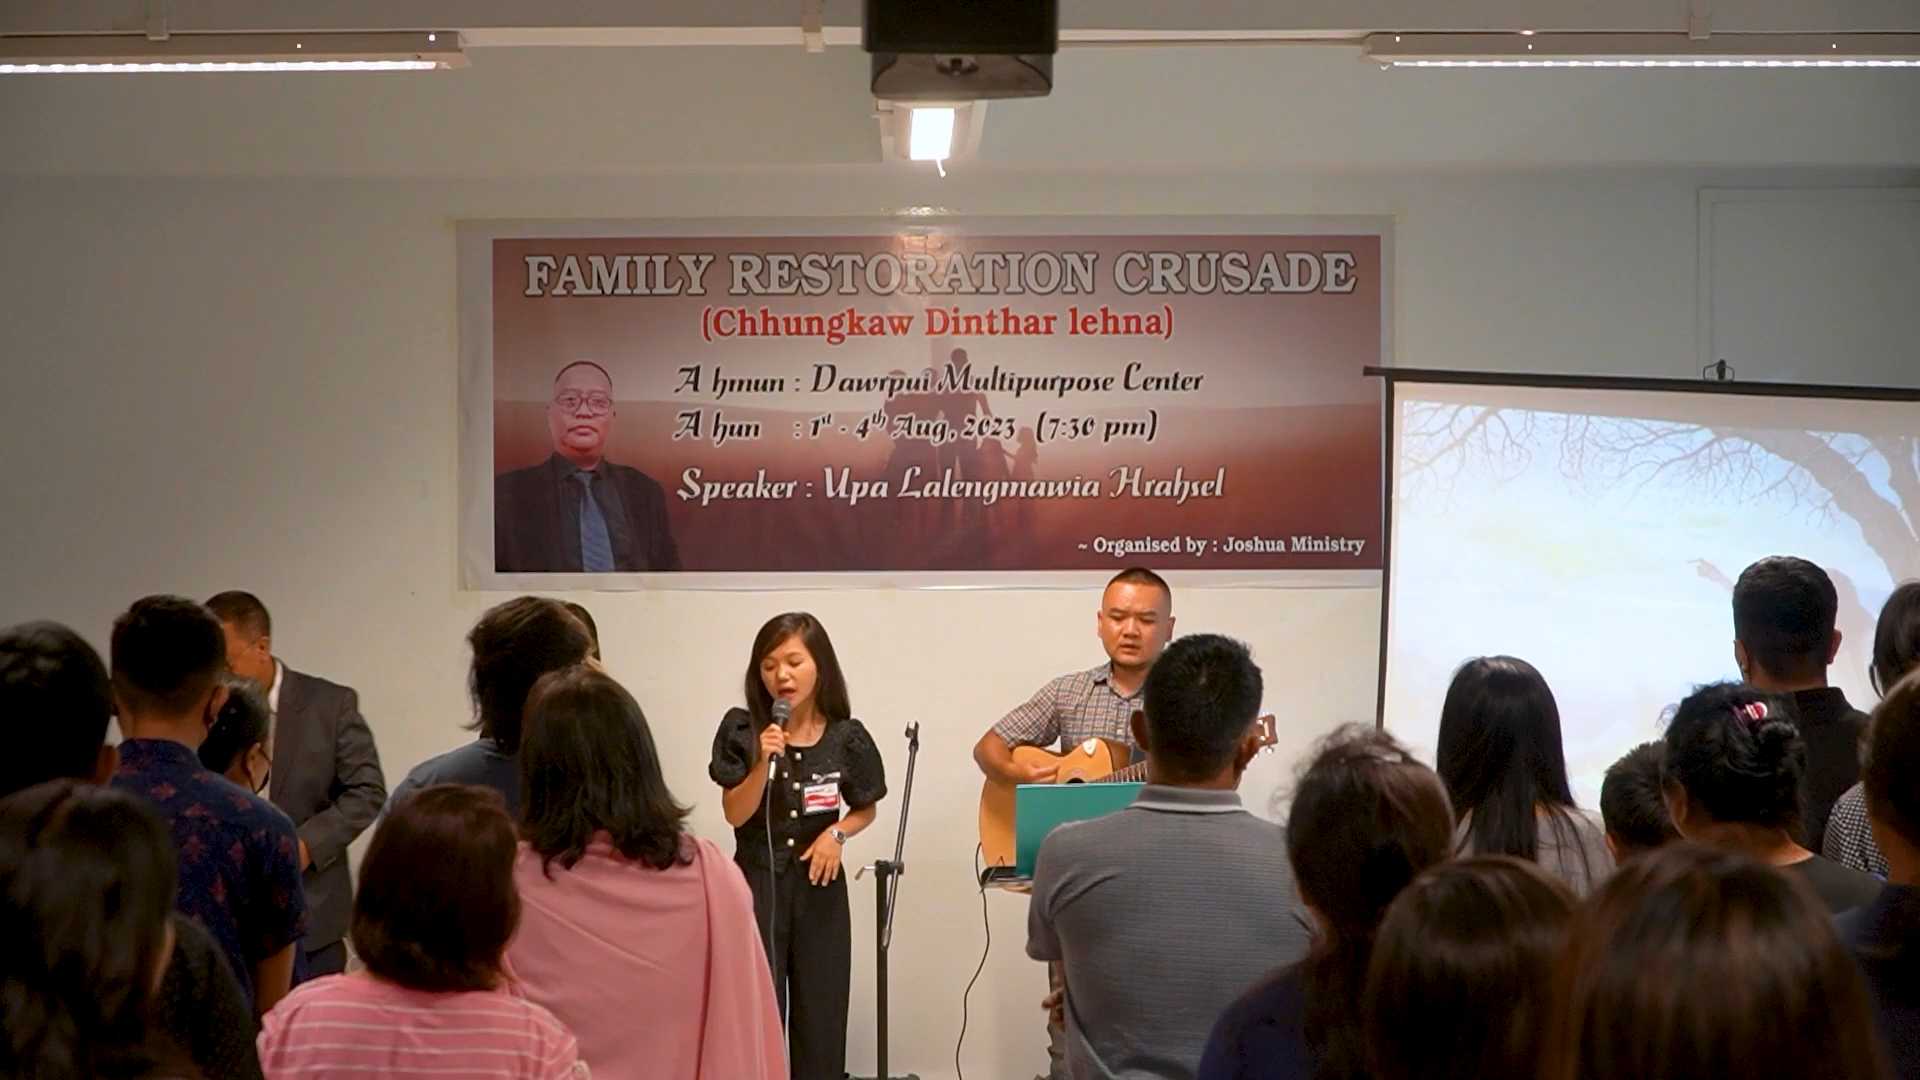 FAMILY RESTORATION CRUSADE
(Chhungkaw Dinthar lehna)
A hmun : Dawrpui Multipurpose Center
A hun : 1st - 4th Aug, 2023 (7:30 pm)
Speaker : Upa Lalengmawia Hrahsel
~ Organised by : Joshua Ministry